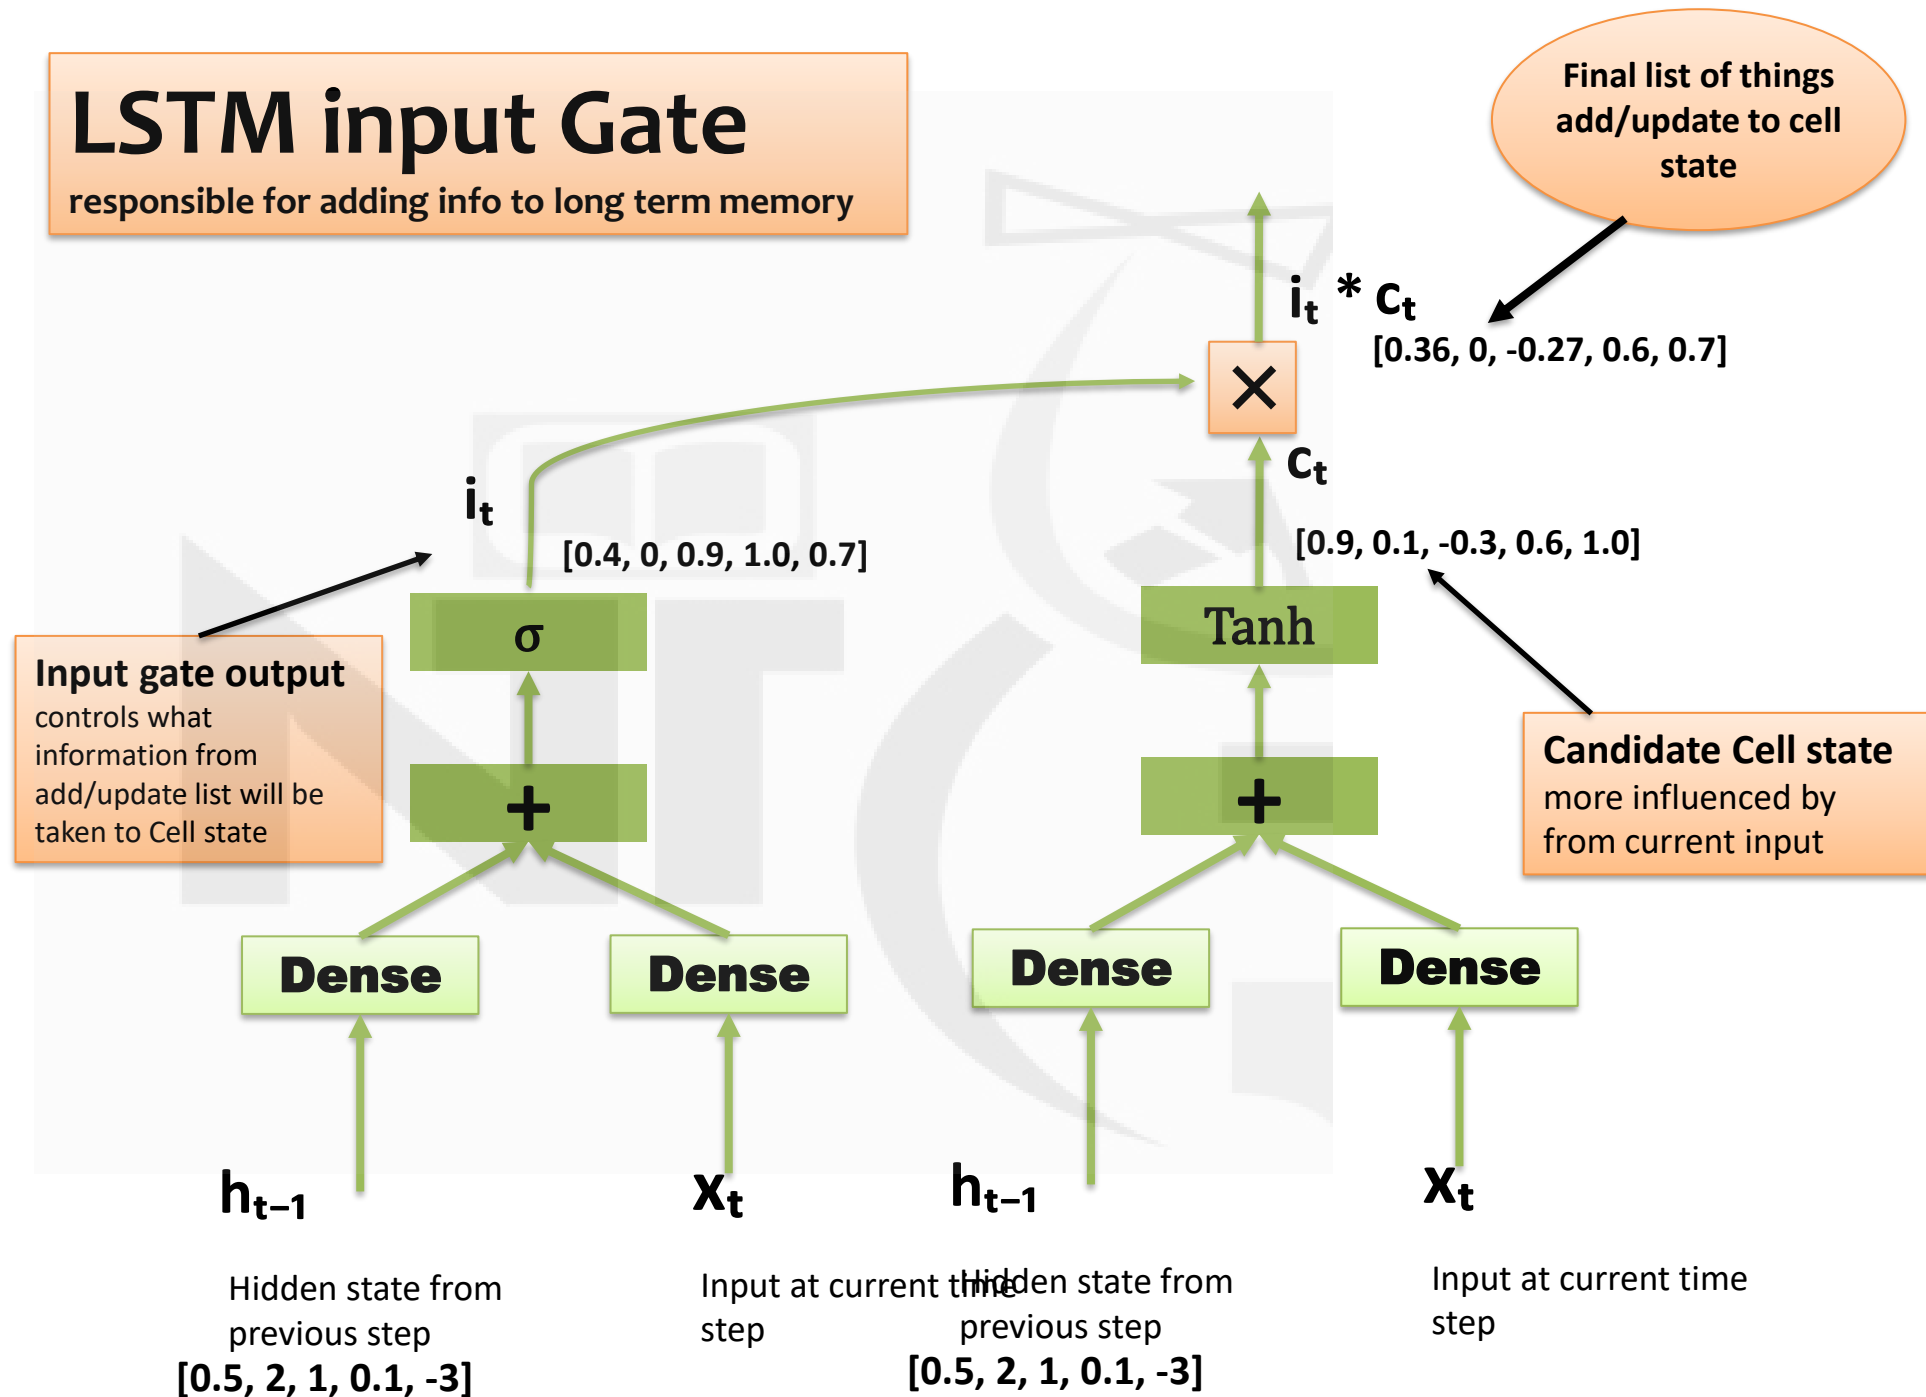 LSTM input Gate
responsible for adding info to long term memory
Final list of things
add/update to cell
state
iₜ * cₜ
[0.36, 0, -0.27, 0.6, 0.7]
×
cₜ
iₜ
[0.4, 0, 0.9, 1.0, 0.7]
[0.9, 0.1, -0.3, 0.6, 1.0]
σ
Tanh
Input gate output
controls what
information from
add/update list will be
taken to Cell state
+
+
Candidate Cell state
more influenced by
from current input
Dense
Dense
Dense
Dense
hₜ₋₁
xₜ
hₜ₋₁
xₜ
Hidden state from
previous step
[0.5, 2, 1, 0.1, -3]
Input at current time
step
Hidden state from
previous step
[0.5, 2, 1, 0.1, -3]
Input at current time
step